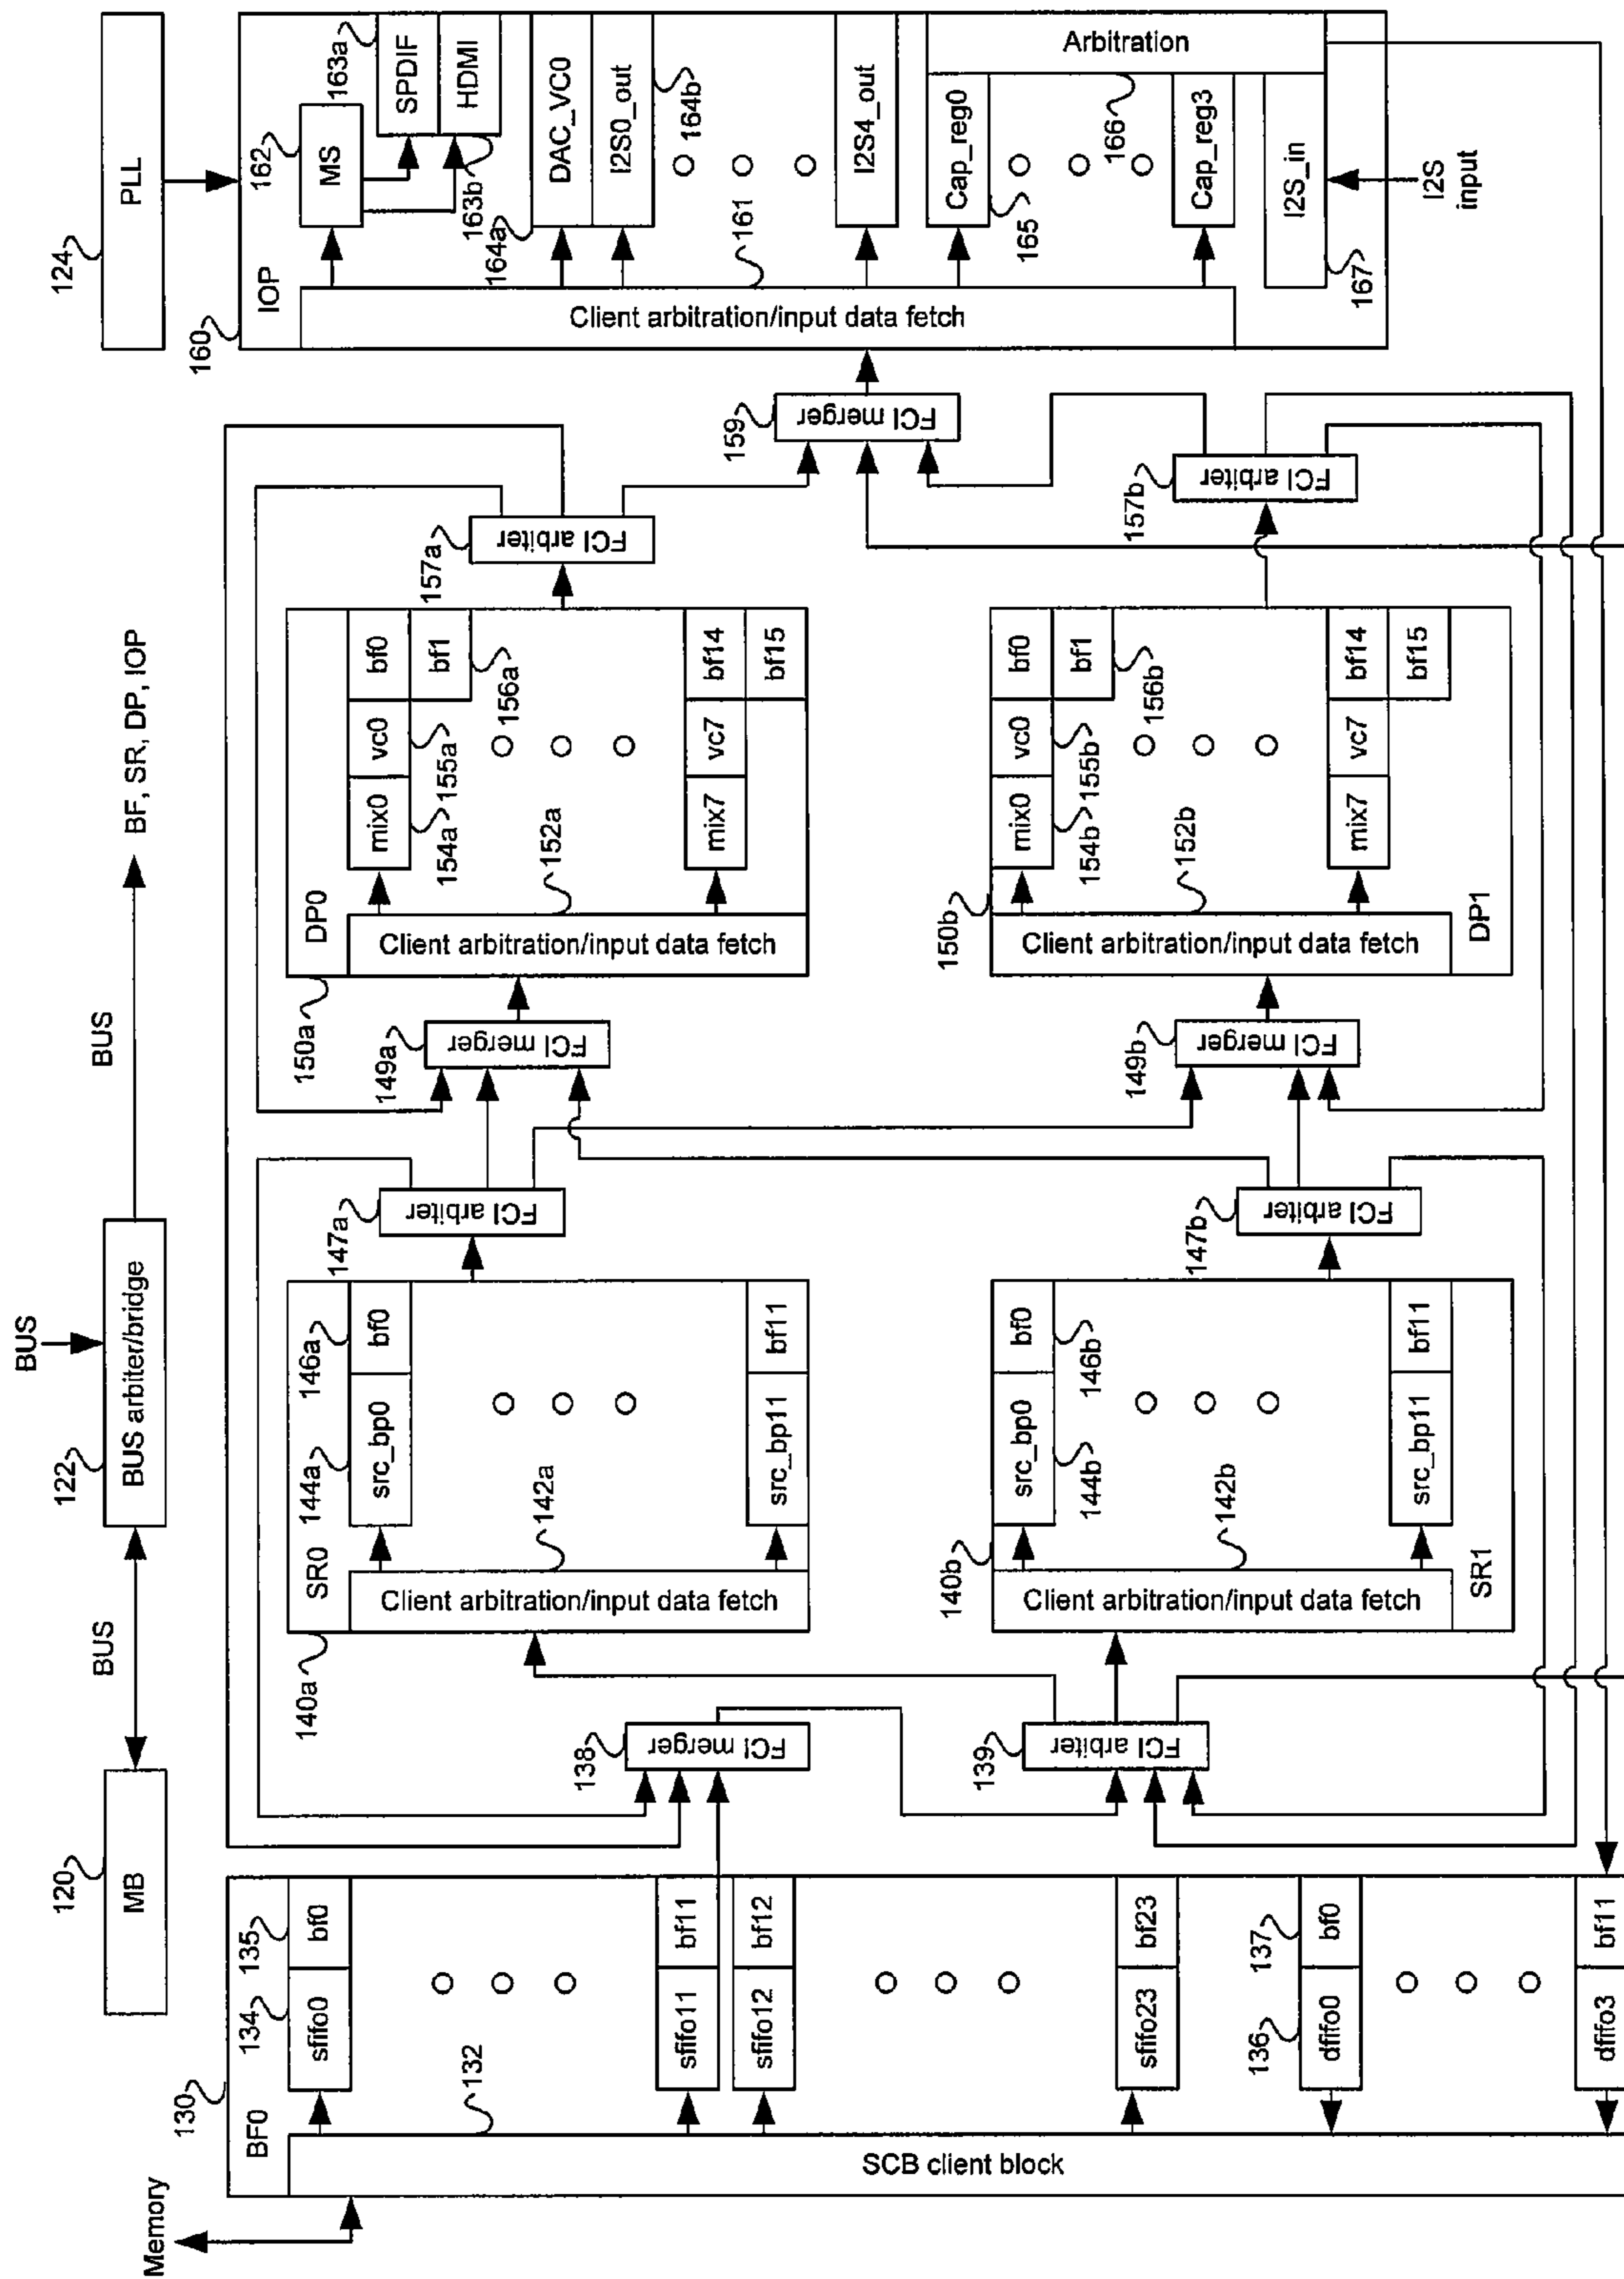 BUS
BUS
BUS
BF, SR, DP, IOP
120
MB
122
BUS arbiter/bridge
124
PLL
Memory
130
BF0
132
SCB client block
134
135
sfifo0
bf0
sfifo11
bf11
sfifo12
bf12
sfifo23
bf23
136
137
dfifo0
bf0
dfifo3
bf11
138
FCI merger
139
FCI arbiter
140a
SR0
Client arbitration/input data fetch
142a
144a
146a
src_bp0
bf0
src_bp11
bf11
147a
FCI arbiter
140b
SR1
Client arbitration/input data fetch
142b
144b
146b
src_bp0
bf0
src_bp11
bf11
147b
FCI arbiter
149a
FCI merger
149b
FCI merger
150a
DP0
Client arbitration/input data fetch
152a
154a
155a
156a
mix0
vc0
bf0
bf1
mix7
vc7
bf14
bf15
157a
FCI arbiter
150b
DP1
Client arbitration/input data fetch
152b
154b
155b
156b
mix0
vc0
bf0
bf1
mix7
vc7
bf14
bf15
157b
FCI arbiter
159
FCI merger
160
IOP
Client arbitration/input data fetch
161
162
MS
163a
SPDIF
HDMI
163b
164a
DAC_VC0
I2S0_out
164b
I2S4_out
Cap_reg0
165
166
Arbitration
Cap_reg3
I2S_in
167
I2S
input